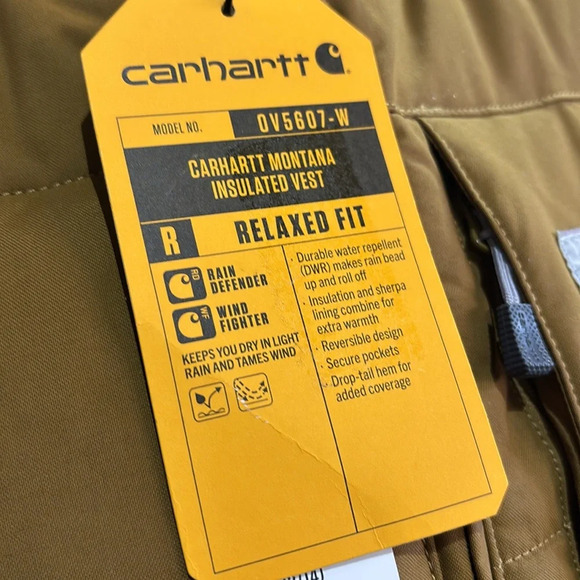 carhartt
MODEL NO. OV5607-W
CARHARTT MONTANA
INSULATED VEST
R RELAXED FIT
RD RAIN
DEFENDER
WF WIND
FIGHTER
KEEPS YOU DRY IN LIGHT
RAIN AND TAMES WIND
· Durable water repellent
(DWR) makes rain bead
up and roll off
· Insulation and sherpa
lining combine for
extra warmth
· Reversible design
· Secure pockets
· Drop-tail hem for
added coverage